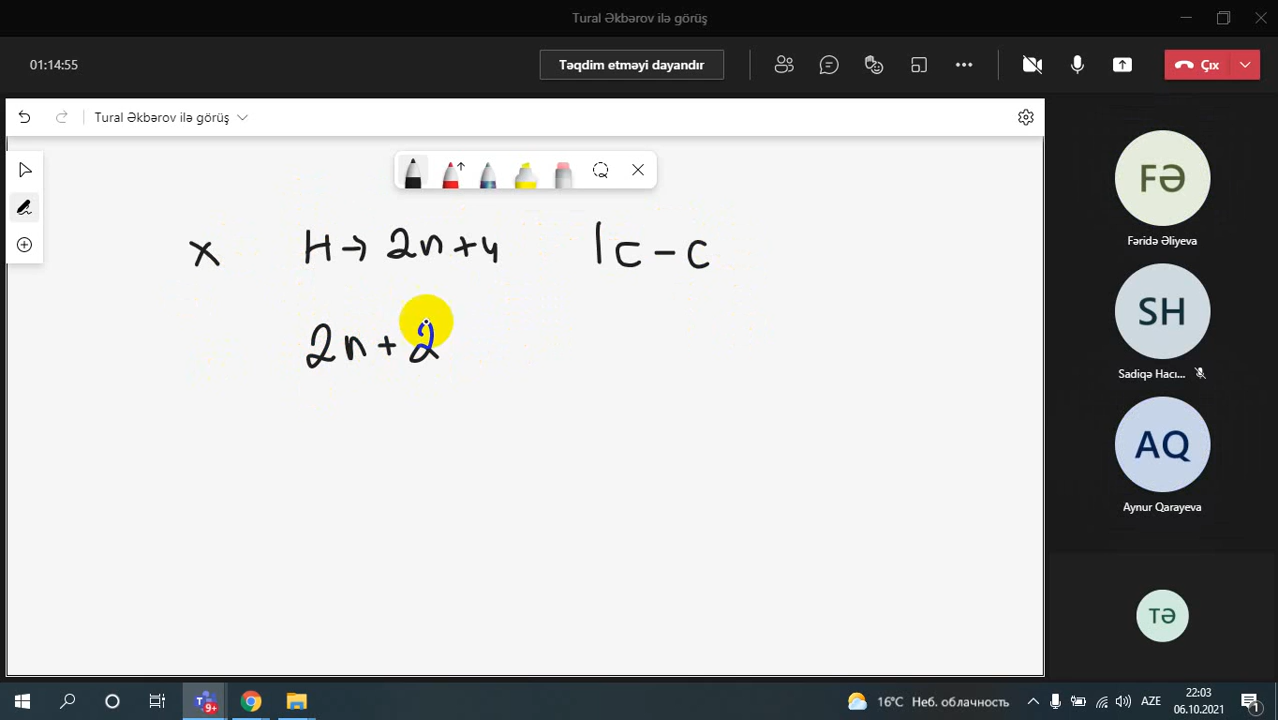 Tural Əkbərov ilə görüş
01:14:55
Təqdim etməyi dayandır
Çıx
Tural Əkbərov ilə görüş
x H → 2n+4 | C – C
2n+2
FƏ
Fəridə Əliyeva
SH
Sadiqə Hacı...
AQ
Aynur Qarayeva
TƏ
9+
16°C Неб. облачность
AZE
22:03
06.10.2021
1